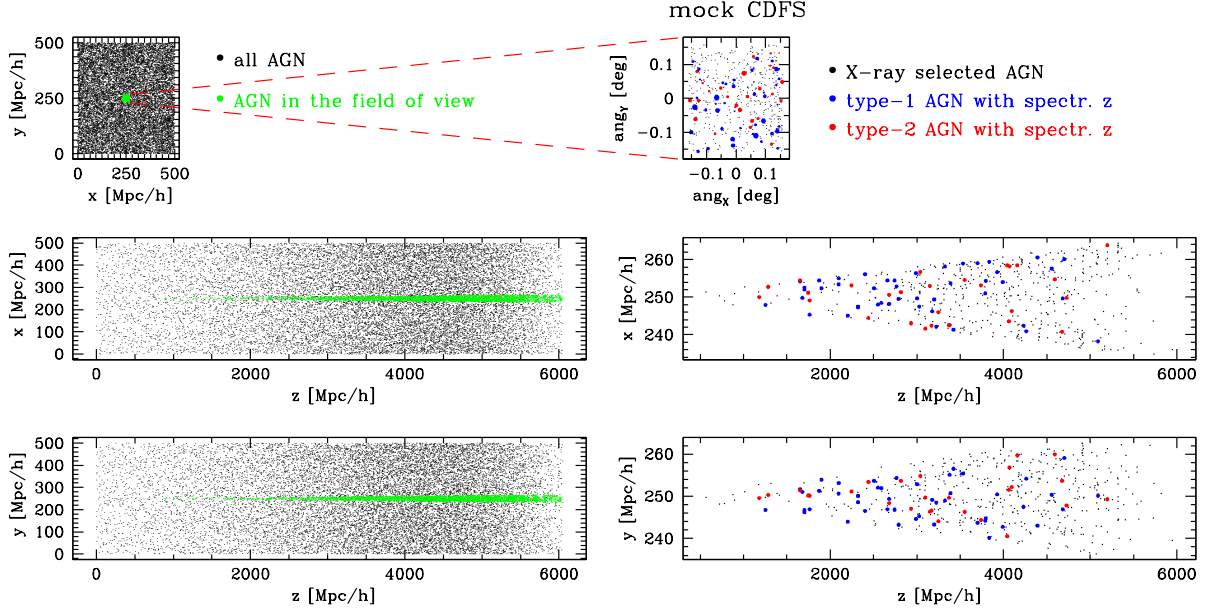 mock CDFS
500
250
0
y [Mpc/h]
0 250 500
x [Mpc/h]
all AGN
AGN in the field of view
0.1
0
−0.1
ang_Y [deg]
−0.1 0 0.1
ang_X [deg]
X-ray selected AGN
type−1 AGN with spectr. z
type−2 AGN with spectr. z
500
400
300
200
100
0
x [Mpc/h]
0 2000 4000 6000
z [Mpc/h]
260
250
240
x [Mpc/h]
2000 4000 6000
z [Mpc/h]
500
400
300
200
100
0
y [Mpc/h]
0 2000 4000 6000
z [Mpc/h]
260
250
240
y [Mpc/h]
2000 4000 6000
z [Mpc/h]